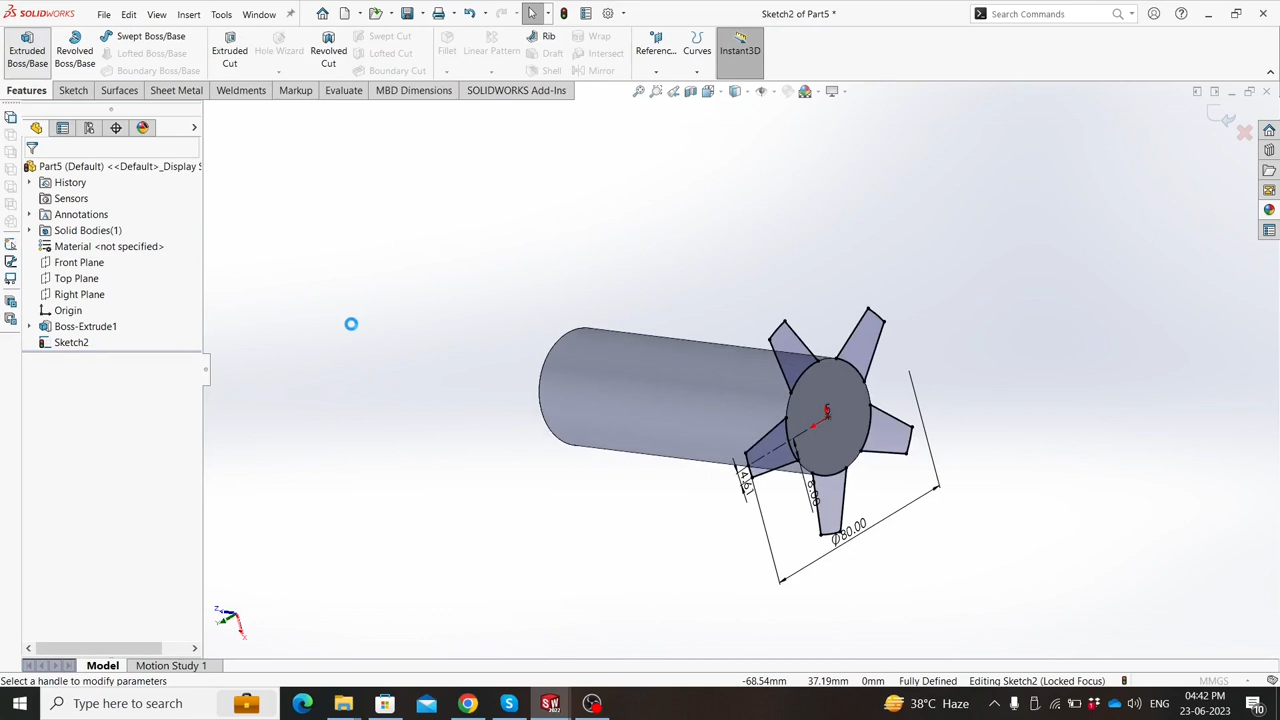 SOLIDWORKS File Edit View Insert Tools Window Sketch2 of Part5 * Search Commands
Extruded Boss/Base Revolved Boss/Base Swept Boss/Base Lofted Boss/Base Boundary Boss/Base Extruded Cut Hole Wizard Revolved Cut Swept Cut Lofted Cut Boundary Cut Fillet Linear Pattern Rib Draft Shell Wrap Intersect Mirror Referenc... Curves Instant3D
Features Sketch Surfaces Sheet Metal Weldments Markup Evaluate MBD Dimensions SOLIDWORKS Add-Ins
Part5 (Default) <<Default>_Display S
History
Sensors
Annotations
Solid Bodies(1)
Material <not specified>
Front Plane
Top Plane
Right Plane
Origin
Boss-Extrude1
Sketch2
Ø80.00
Z
Y
X
Model Motion Study 1
Select a handle to modify parameters -68.54mm 37.19mm 0mm Fully Defined Editing Sketch2 (Locked Focus) MMGS
Type here to search 38°C Haze ENG 04:42 PM
23-06-2023